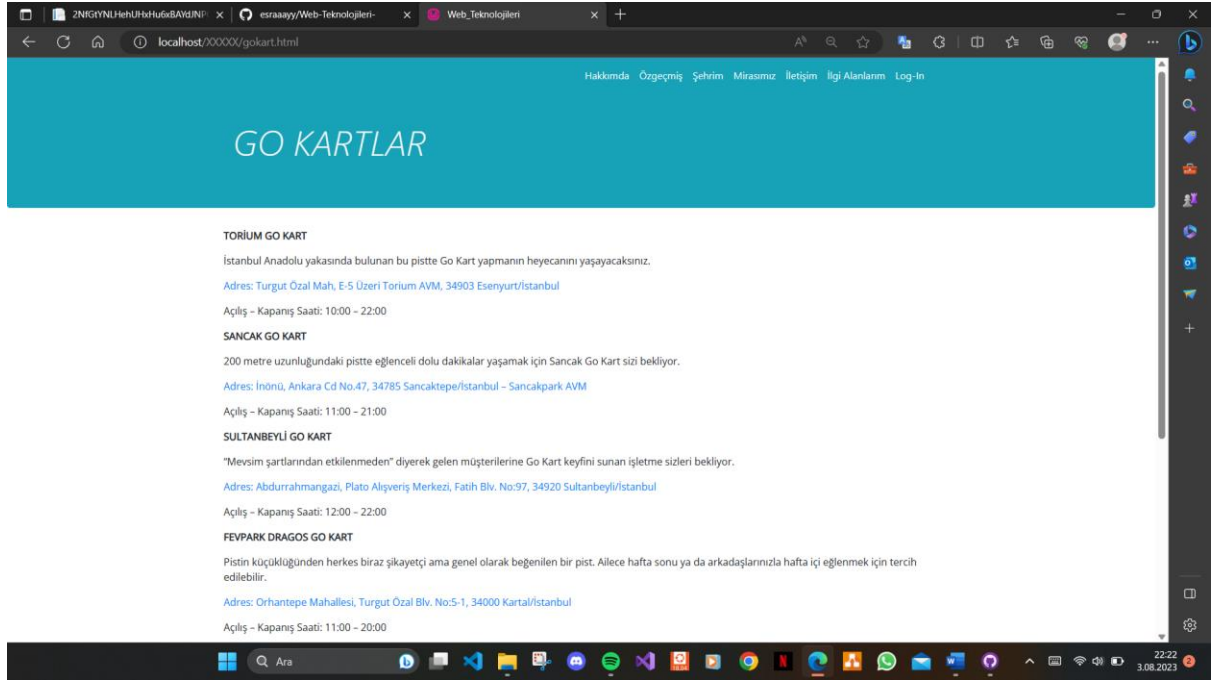 2NfGtYNLHehUHxHu6xBAYdJNP
esraaayy/Web-Teknolojileri-
Web_Teknolojileri
localhost/XXXXX/gokart.html
Hakkımda Özgeçmiş Şehrim Mirasımız İletişim İlgi Alanlarım Log-In
GO KARTLAR
TORİUM GO KART
İstanbul Anadolu yakasında bulunan bu pistte Go Kart yapmanın heyecanını yaşayacaksınız.
Adres: Turgut Özal Mah, E-5 Üzeri Torium AVM, 34903 Esenyurt/İstanbul
Açılış – Kapanış Saati: 10:00 – 22:00
SANCAK GO KART
200 metre uzunluğundaki pistte eğlenceli dolu dakikalar yaşamak için Sancak Go Kart sizi bekliyor.
Adres: İnönü, Ankara Cd No.47, 34785 Sancaktepe/İstanbul – Sancakpark AVM
Açılış – Kapanış Saati: 11:00 – 21:00
SULTANBEYLİ GO KART
“Mevsim şartlarından etkilenmeden” diyerek gelen müşterilerine Go Kart keyfini sunan işletme sizleri bekliyor.
Adres: Abdurrahmangazi, Plato Alışveriş Merkezi, Fatih Blv. No:97, 34920 Sultanbeyli/İstanbul
Açılış – Kapanış Saati: 12:00 – 22:00
FEVPARK DRAGOS GO KART
Pistin küçüklüğünden herkes biraz şikayetçi ama genel olarak beğenilen bir pist. Ailece hafta sonu ya da arkadaşlarınızla hafta içi eğlenmek için tercih
edilebilir.
Adres: Orhantepe Mahallesi, Turgut Özal Blv. No:5-1, 34000 Kartal/İstanbul
Açılış – Kapanış Saati: 11:00 – 20:00
Ara
22:22
3.08.2023
2